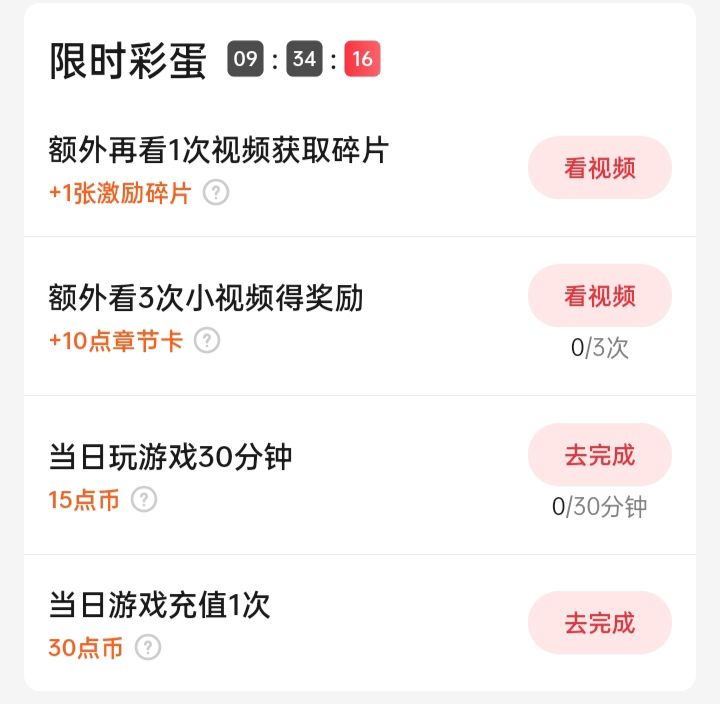 限时彩蛋 09 : 34 : 16
额外再看1次视频获取碎片
+1张激励碎片 ?
看视频
额外看3次小视频得奖励
+10点章节卡 ?
看视频
0/3次
当日玩游戏30分钟
15点币 ?
去完成
0/30分钟
当日游戏充值1次
30点币 ?
去完成